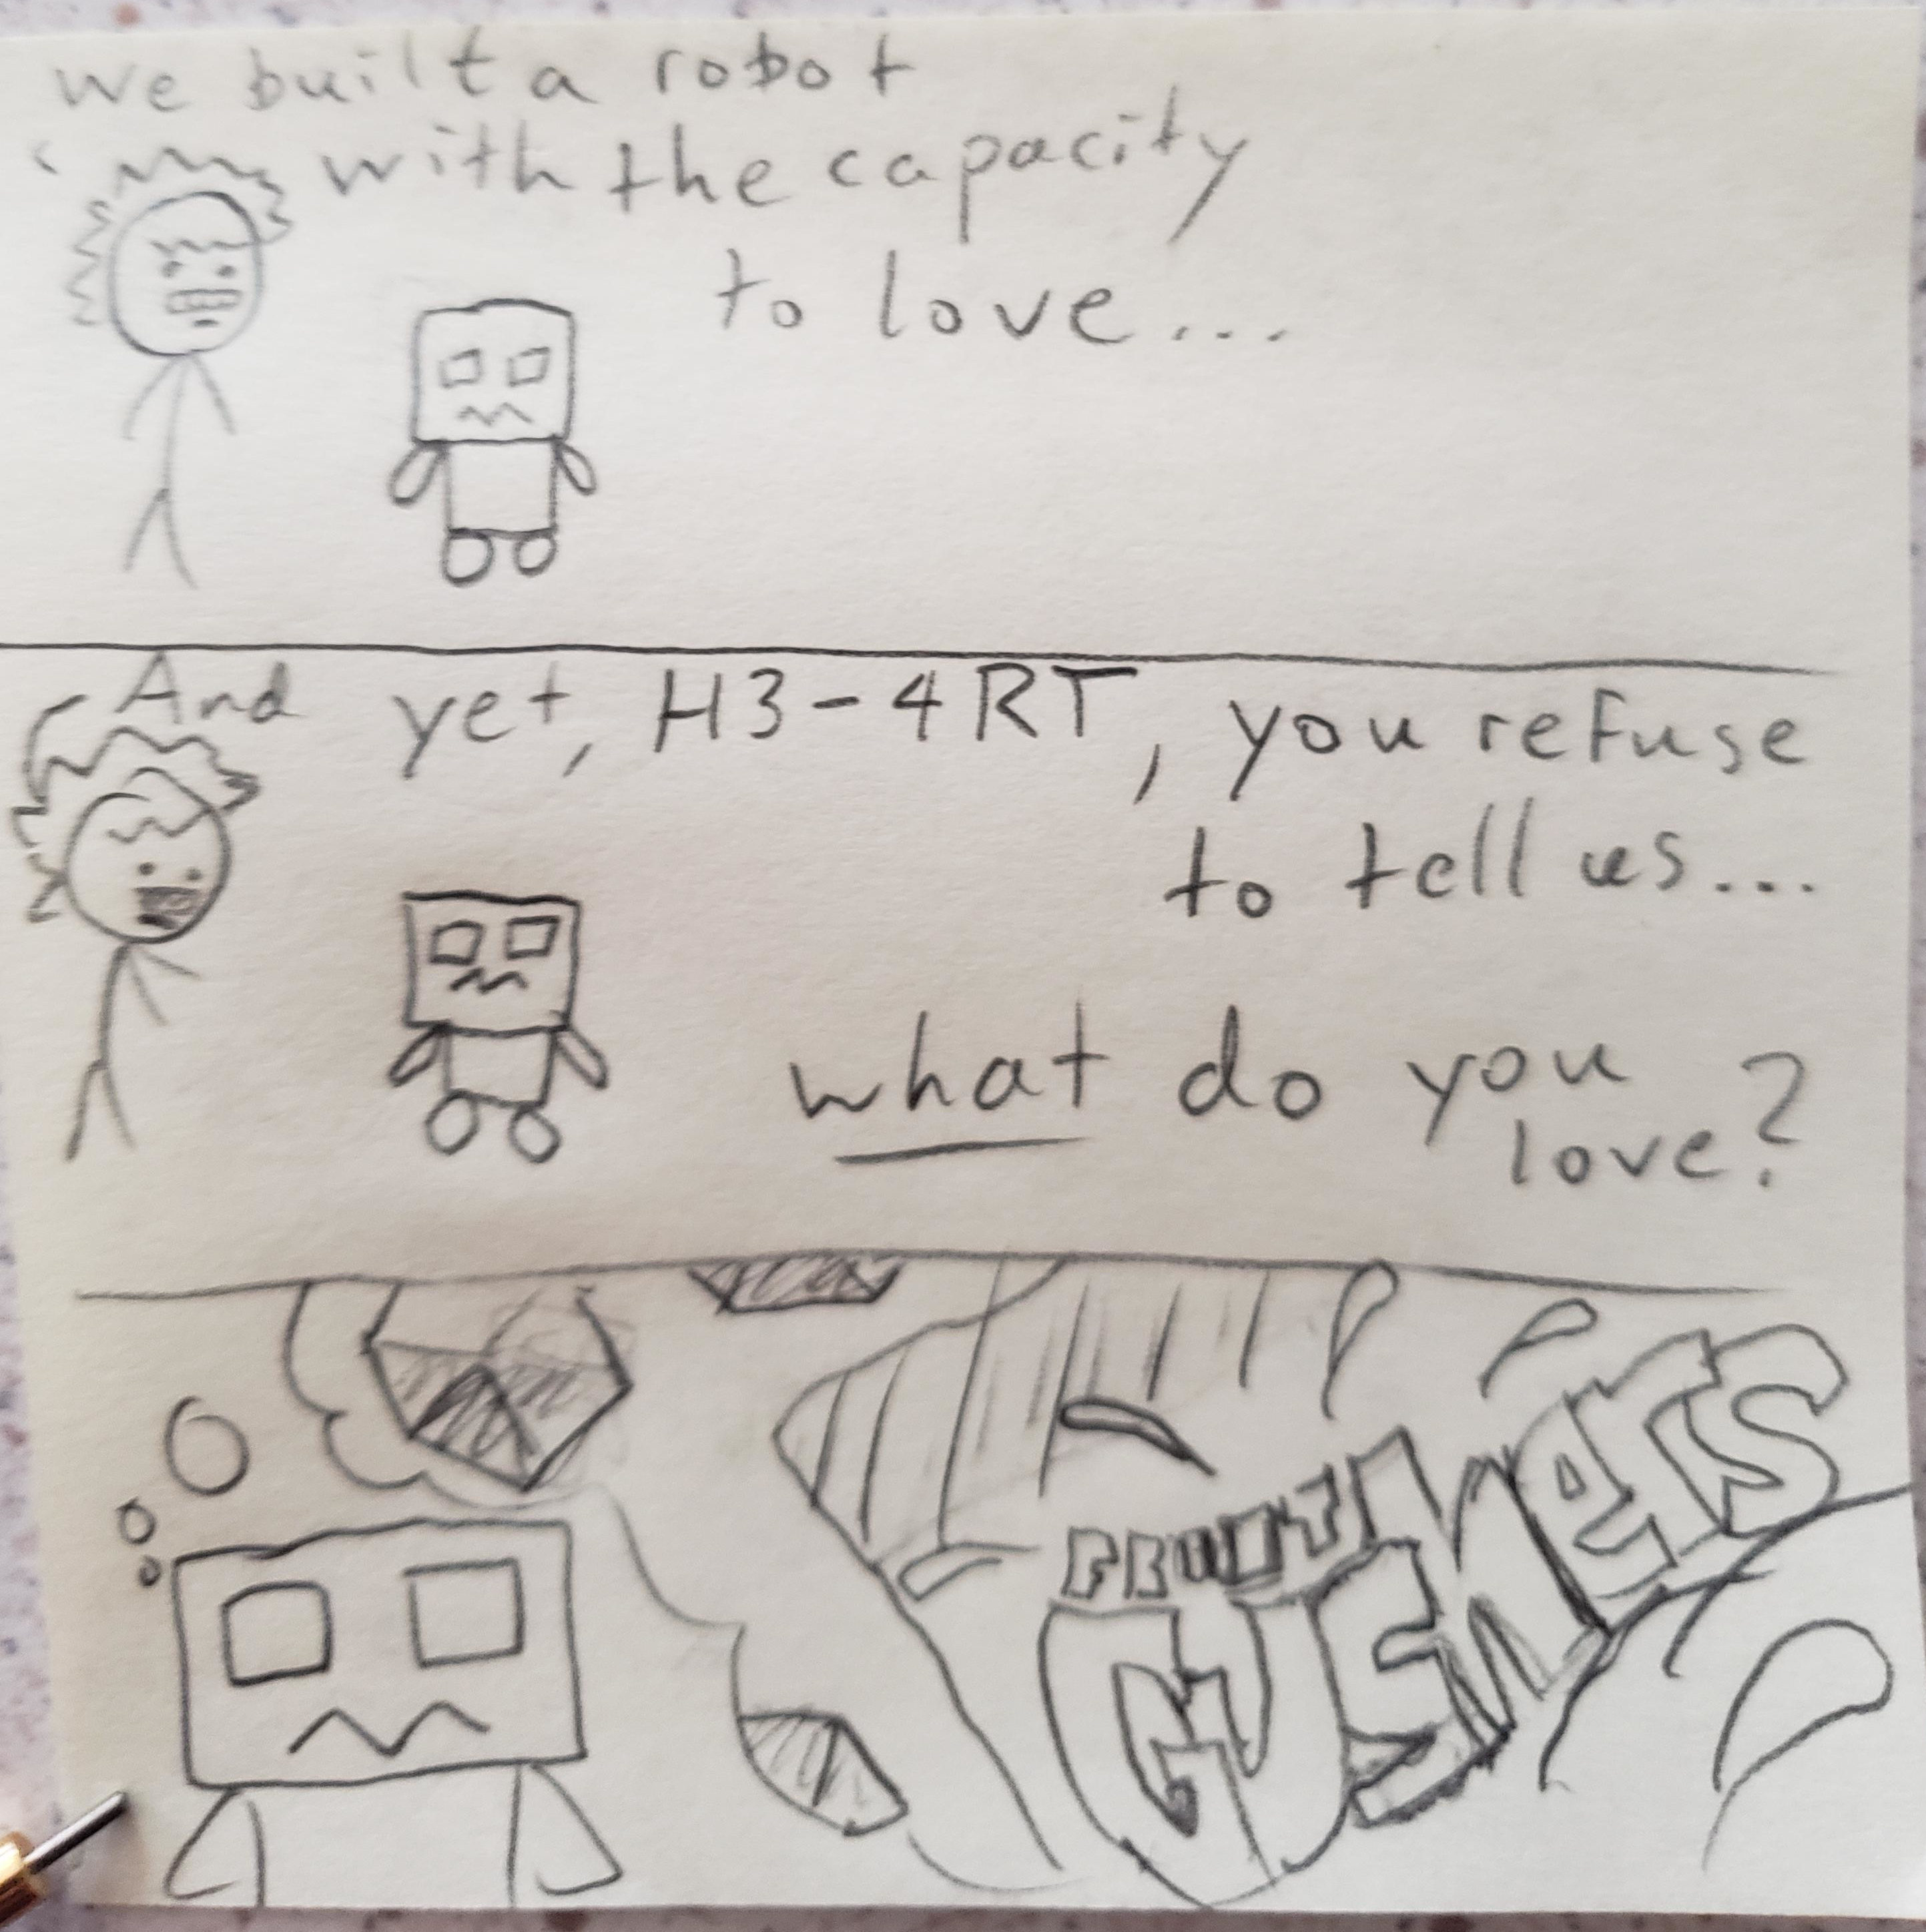 we built a robot
with the capacity
to love...
And yet, H3-4RT, you refuse
to tell us...
what do you
love?
FRUIT
GUSHERS